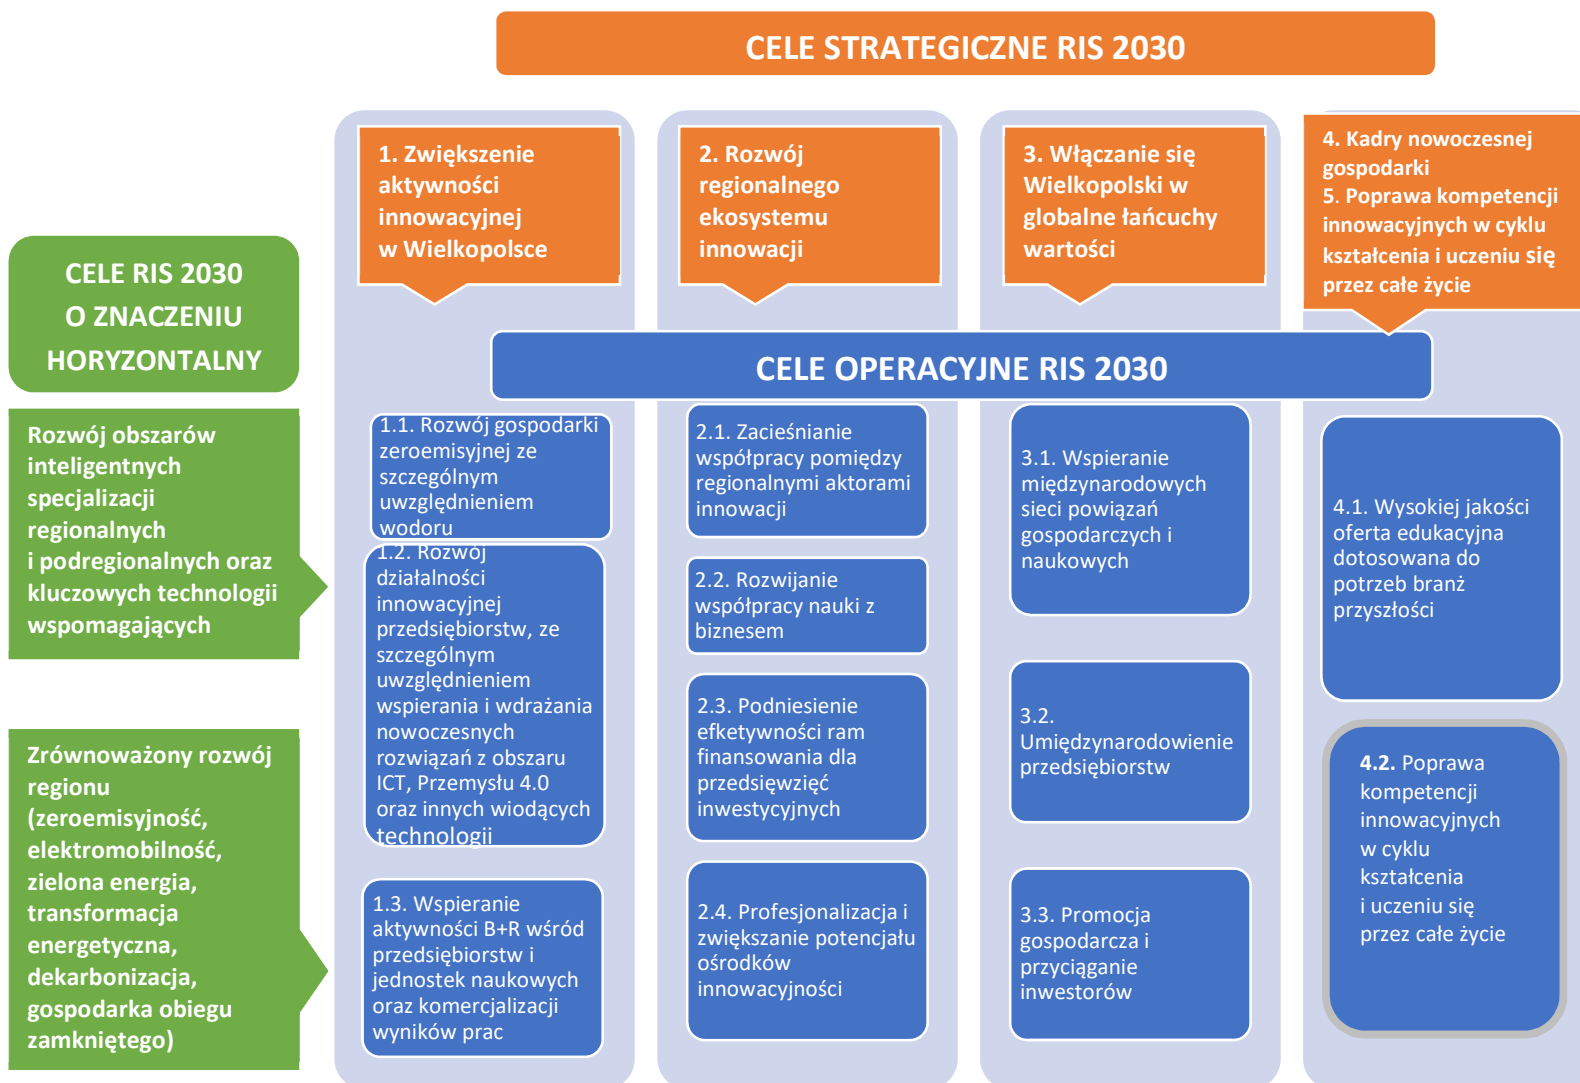 CELE STRATEGICZNE RIS 2030
1. Zwiększenie
aktywności
innowacyjnej
w Wielkopolsce
2. Rozwój
regionalnego
ekosystemu
innowacji
3. Włączanie się
Wielkopolski w
globalne łańcuchy
wartości
4. Kadry nowoczesnej
gospodarki
5. Poprawa kompetencji
innowacyjnych w cyklu
kształcenia i uczeniu się
przez całe życie
CELE RIS 2030
O ZNACZENIU
HORYZONTALNY
CELE OPERACYJNE RIS 2030
Rozwój obszarów
inteligentnych
specjalizacji
regionalnych
i podregionalnych oraz
kluczowych technologii
wspomagających
Zrównoważony rozwój
regionu
(zeroemisyjność,
elektromobilność,
zielona energia,
transformacja
energetyczna,
dekarbonizacja,
gospodarka obiegu
zamkniętego)
1.1. Rozwój gospodarki
zeroemisyjnej ze
szczególnym
uwzględnieniem
wodoru
1.2. Rozwój
działalności
innowacyjnej
przedsiębiorstw, ze
szczególnym
uwzględnieniem
wspierania i wdrażania
nowoczesnych
rozwiązań z obszaru
ICT, Przemysłu 4.0
oraz innych wiodących
technologii
1.3. Wspieranie
aktywności B+R wśród
przedsiębiorstw i
jednostek naukowych
oraz komercjalizacji
wyników prac
2.1. Zacieśnianie
współpracy pomiędzy
regionalnymi aktorami
innowacji
2.2. Rozwijanie
współpracy nauki z
biznesem
2.3. Podniesienie
efketywności ram
finansowania dla
przedsięwzięć
inwestycyjnych
2.4. Profesjonalizacja i
zwiększanie potencjału
ośrodków
innowacyjności
3.1. Wspieranie
międzynarodowych
sieci powiązań
gospodarczych i
naukowych
3.2.
Umiędzynarodowienie
przedsiębiorstw
3.3. Promocja
gospodarcza i
przyciąganie
inwestorów
4.1. Wysokiej jakości
oferta edukacyjna
dotosowana do
potrzeb branż
przyszłości
4.2. Poprawa
kompetencji
innowacyjnych
w cyklu
kształcenia
i uczeniu się
przez całe życie